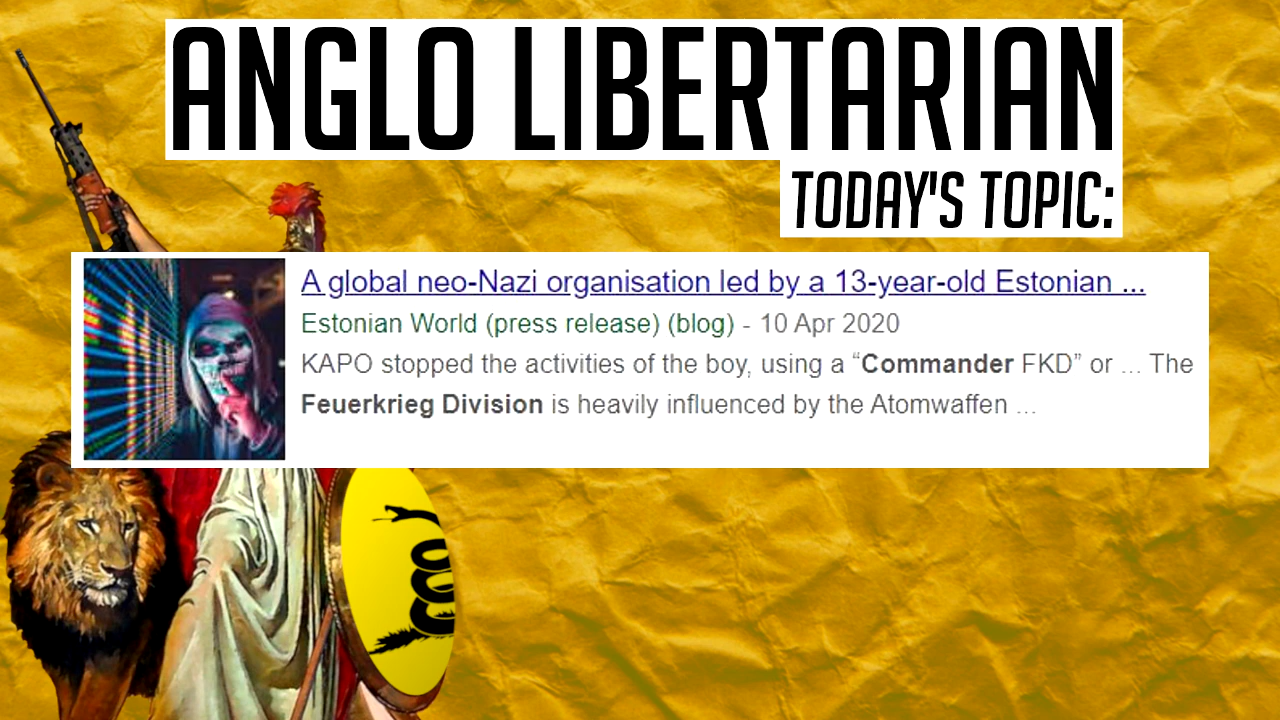 ANGLO LIBERTARIAN
TODAY'S TOPIC:
A global neo-Nazi organisation led by a 13-year-old Estonian ...
Estonian World (press release) (blog) - 10 Apr 2020
KAPO stopped the activities of the boy, using a “Commander FKD” or ... The
Feuerkrieg Division is heavily influenced by the Atomwaffen ...